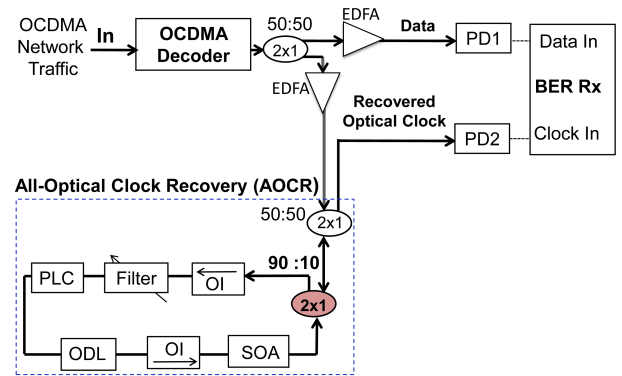 OCDMA
Network
Traffic
In
OCDMA
Decoder
50:50
2x1
EDFA
Data
PD1
Data In
BER Rx
Clock In
EDFA
Recovered
Optical Clock
PD2
All-Optical Clock Recovery (AOCR)
50:50
2x1
90 :10
PLC
Filter
OI
2x1
ODL
OI
SOA